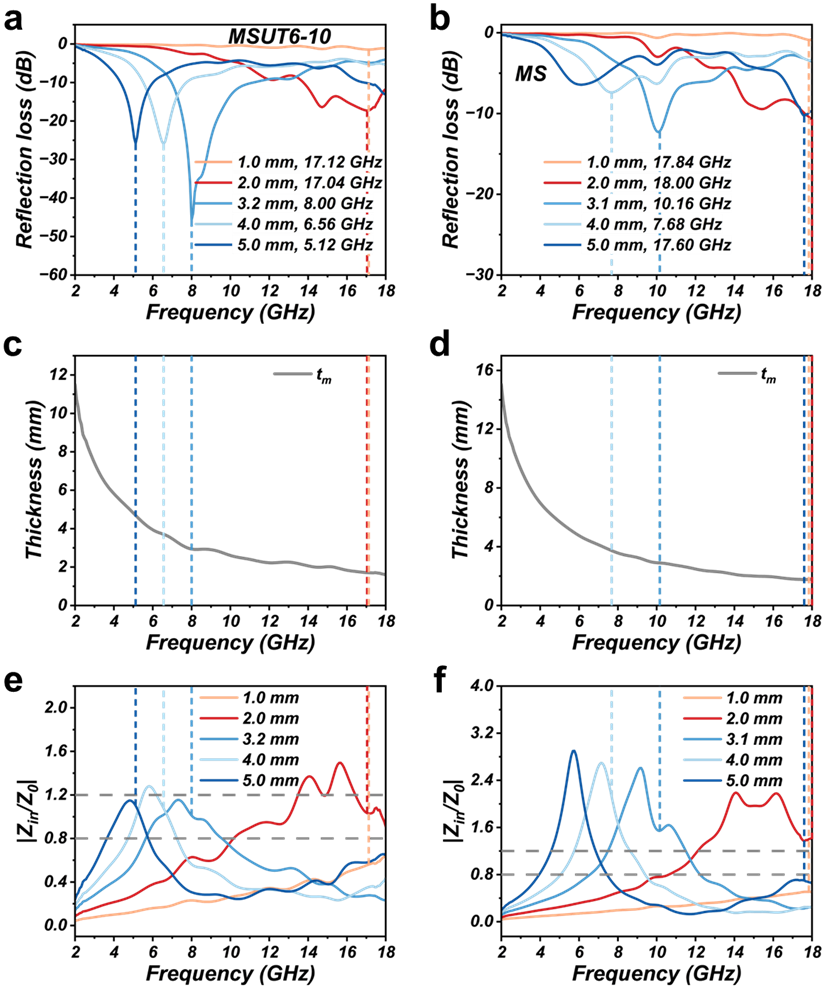 a
MSUT6-10
Reflection loss (dB)
0
−10
−20
−30
−40
−50
−60
1.0 mm, 17.12 GHz
2.0 mm, 17.04 GHz
3.2 mm, 8.00 GHz
4.0 mm, 6.56 GHz
5.0 mm, 5.12 GHz
2 4 6 8 10 12 14 16 18
Frequency (GHz)
b
MS
Reflection loss (dB)
0
−10
−20
−30
1.0 mm, 17.84 GHz
2.0 mm, 18.00 GHz
3.1 mm, 10.16 GHz
4.0 mm, 7.68 GHz
5.0 mm, 17.60 GHz
2 4 6 8 10 12 14 16 18
Frequency (GHz)
c
Thickness (mm)
12
10
8
6
4
2
0
tm
2 4 6 8 10 12 14 16 18
Frequency (GHz)
d
Thickness (mm)
16
12
8
4
0
tm
2 4 6 8 10 12 14 16 18
Frequency (GHz)
e
|Zin/Z0|
2.0
1.6
1.2
0.8
0.4
0.0
1.0 mm
2.0 mm
3.2 mm
4.0 mm
5.0 mm
2 4 6 8 10 12 14 16 18
Frequency (GHz)
f
|Zin/Z0|
4.0
3.2
2.4
1.6
0.8
0.0
1.0 mm
2.0 mm
3.1 mm
4.0 mm
5.0 mm
2 4 6 8 10 12 14 16 18
Frequency (GHz)